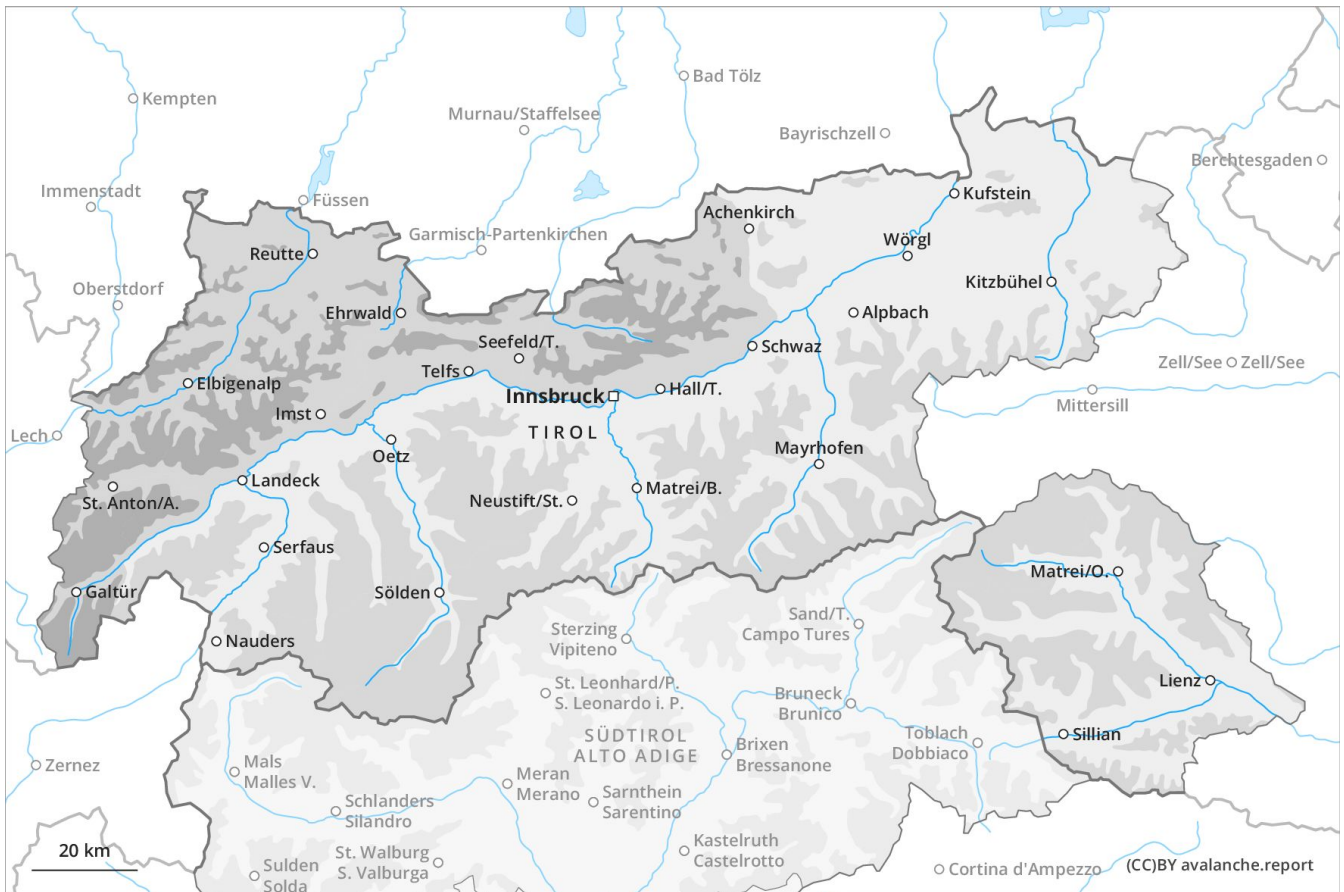 Kempten
Bad Tölz
Murnau/Staffelsee
Bayrischzell
Berchtesgaden
Immenstadt
Füssen
Kufstein
Achenkirch
Garmisch-Partenkirchen
Wörgl
Reutte
Oberstdorf
Kitzbühel
Ehrwald
Alpbach
Seefeld/T.
Schwaz
Telfs
Zell/See
Zell/See
Elbigenalp
Innsbruck
Hall/T.
Mittersill
Imst
TIROL
Lech
Oetz
Mayrhofen
Landeck
St. Anton/A.
Neustift/St.
Matrei/B.
Serfaus
Matrei/O.
Galtür
Sölden
Sand/T.
Campo Tures
Sterzing
Vipiteno
Nauders
Lienz
St. Leonhard/P.
S. Leonardo i. P.
Bruneck
Brunico
SÜDTIROL
ALTO ADIGE
Toblach
Dobbiaco
Sillian
Brixen
Bressanone
Zernez
Mals
Malles V.
Meran
Merano
Sarnthein
Sarentino
Schlanders
Silandro
Kastelruth
Castelrotto
20 km
St. Walburg
S. Valburga
Sulden
Solda
Cortina d'Ampezzo
(CC)BY avalanche.report